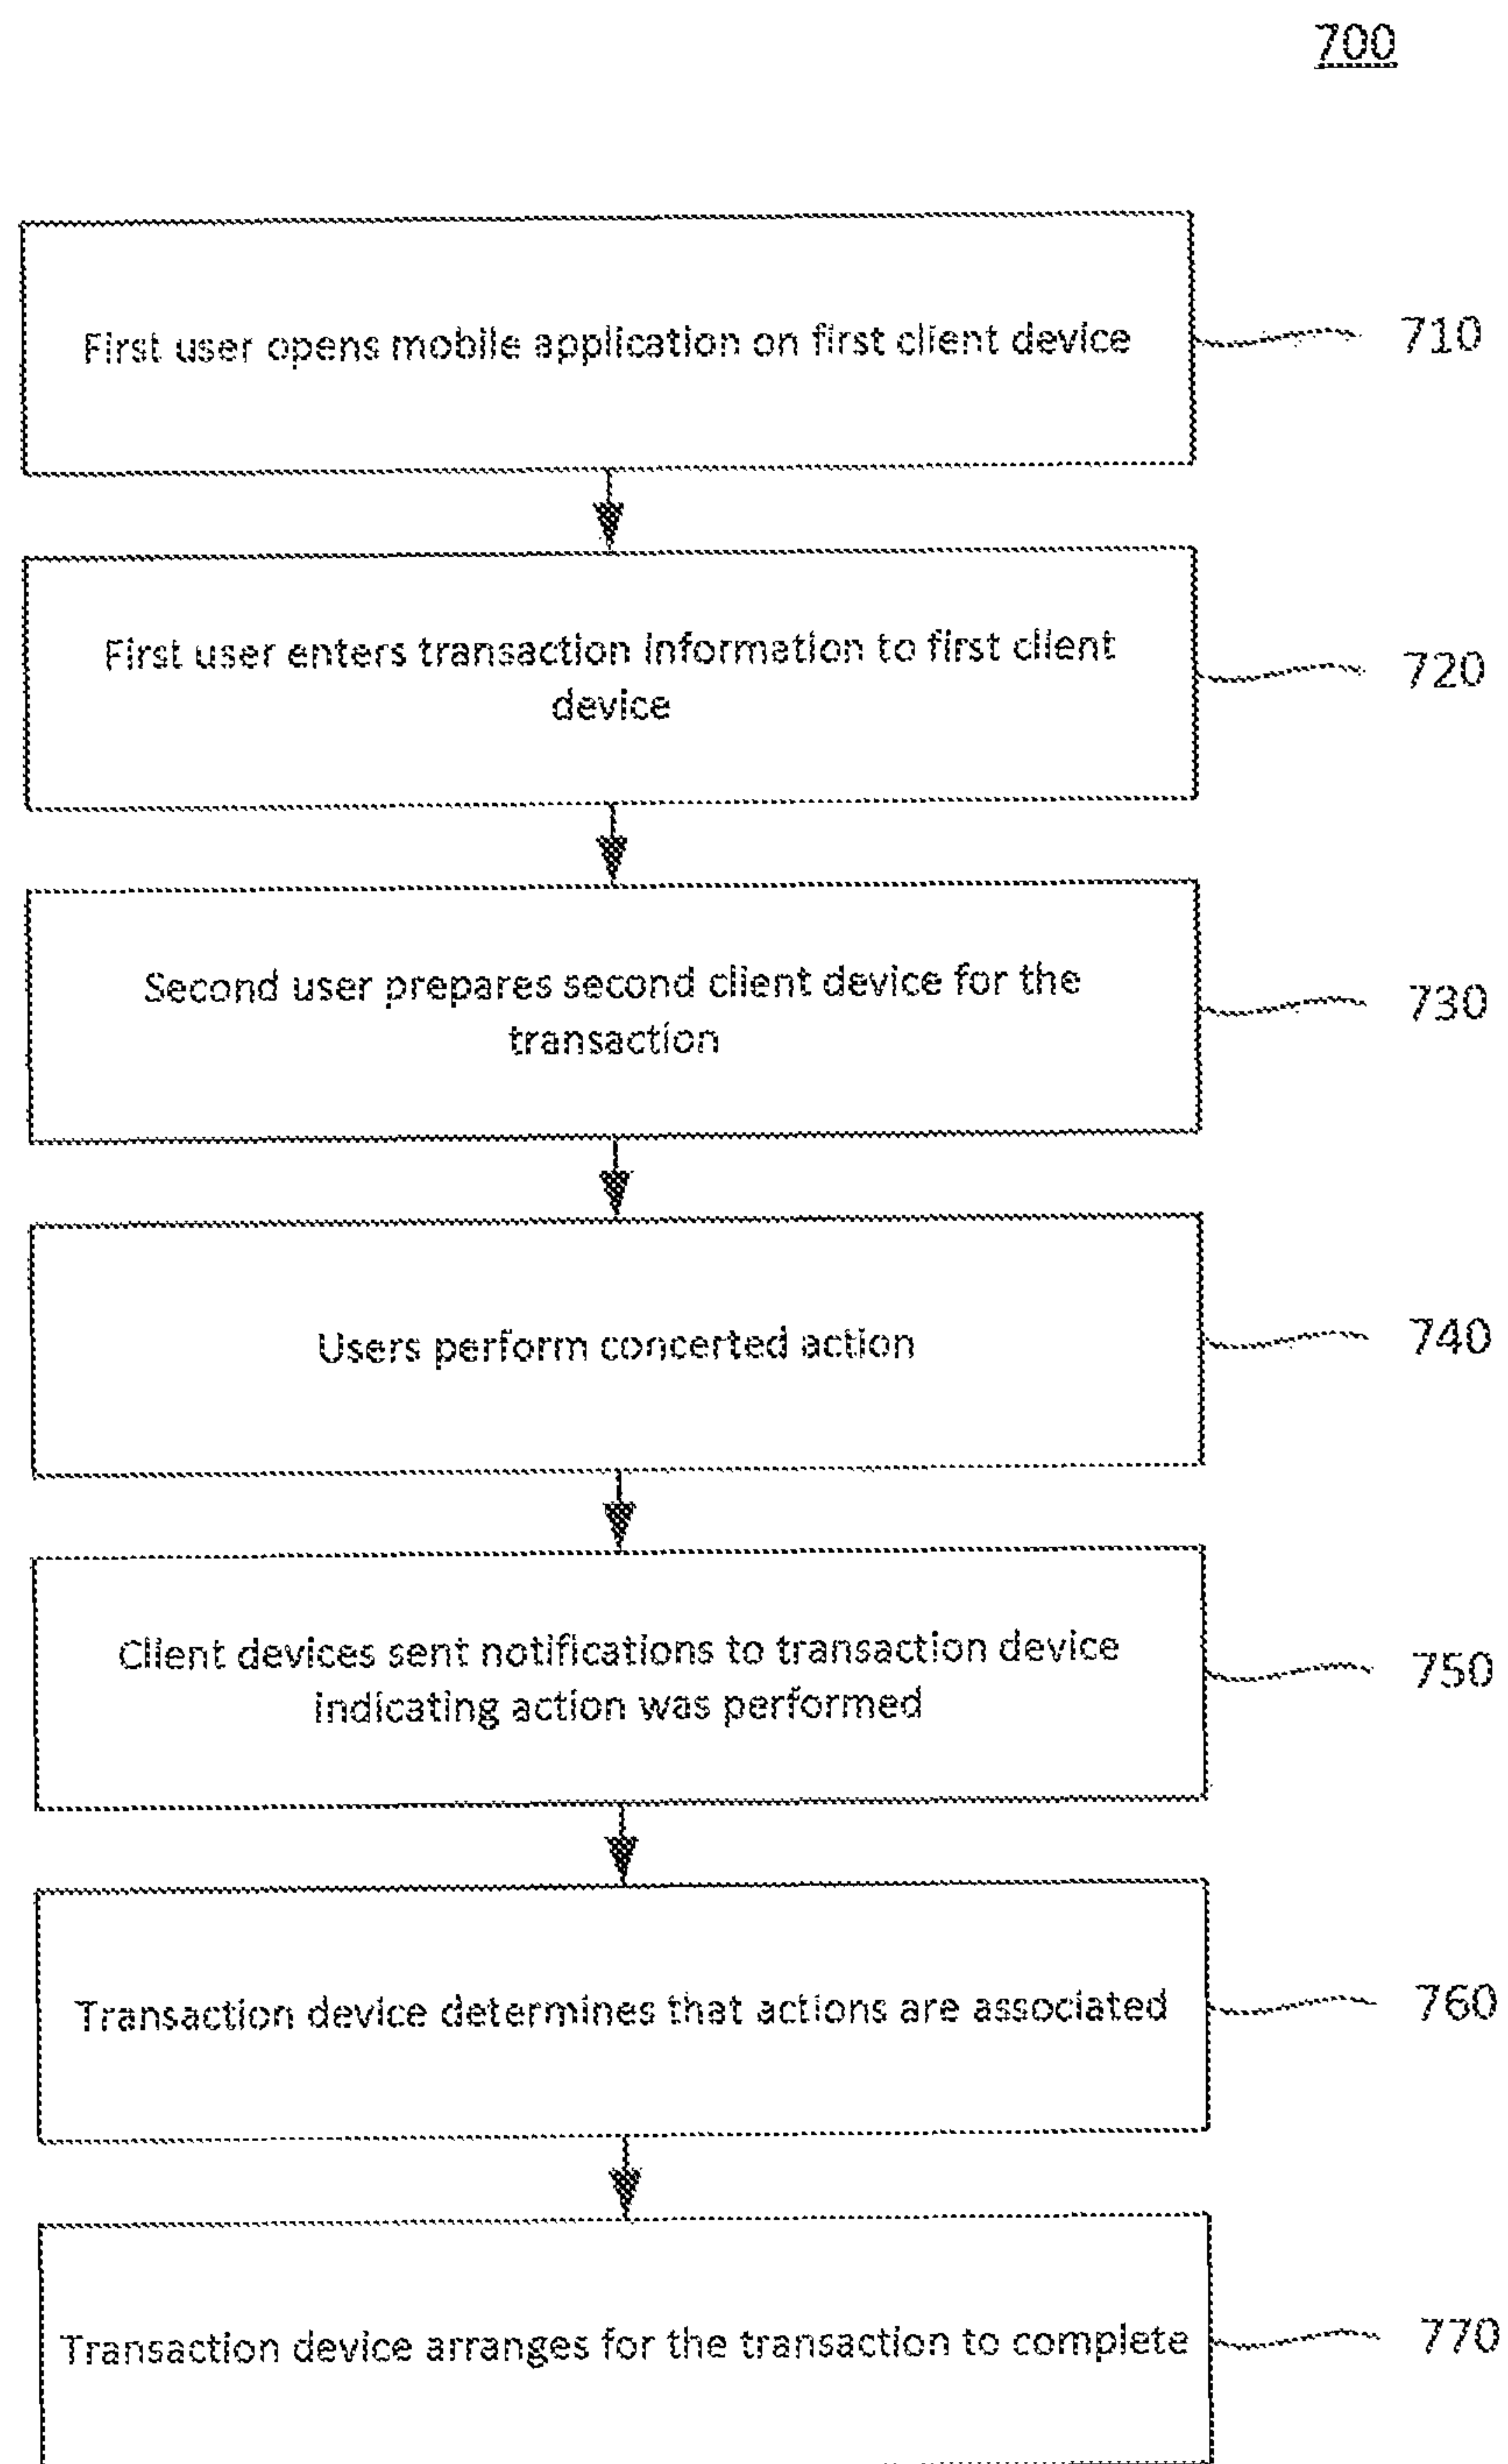 700
First user opens mobile application on first client device
710
First user enters transaction information to first client
device
720
Second user prepares second client device for the
transaction
730
Users perform concerted action
740
Client devices sent notifications to transaction device
indicating action was performed
750
Transaction device determines that actions are associated
760
Transaction device arranges for the transaction to complete
770